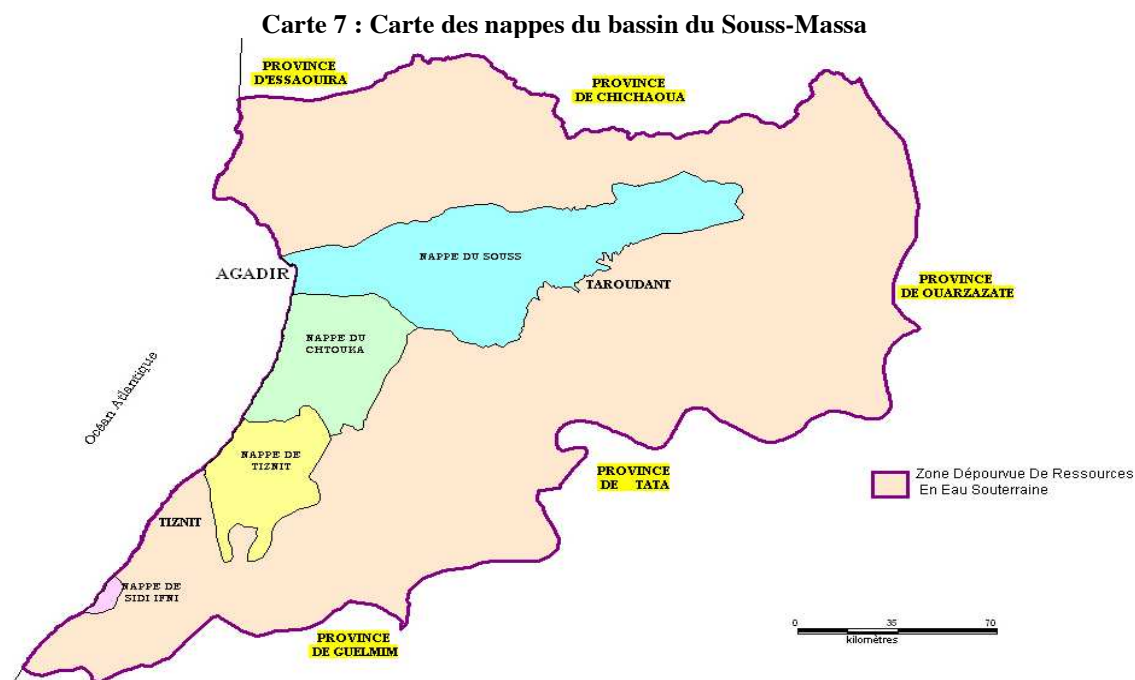 Carte 7 : Carte des nappes du bassin du Souss-Massa
PROVINCE
D'ESSAOUIRA
PROVINCE
DE CHICHAOUA
NAPPE DU SOUSS
AGADIR
TAROUDANT
PROVINCE
DE OUARZAZATE
NAPPE DU
CHTOUKA
Océan Atlantique
NAPPE DE
TIZNIT
PROVINCE
DE TATA
Zone Dépourvue De Ressources
En Eau Souterraine
TIZNIT
NAPPE DE
SIDI IFNI
PROVINCE
DE GUELMIM
0 35 70
kilomètres